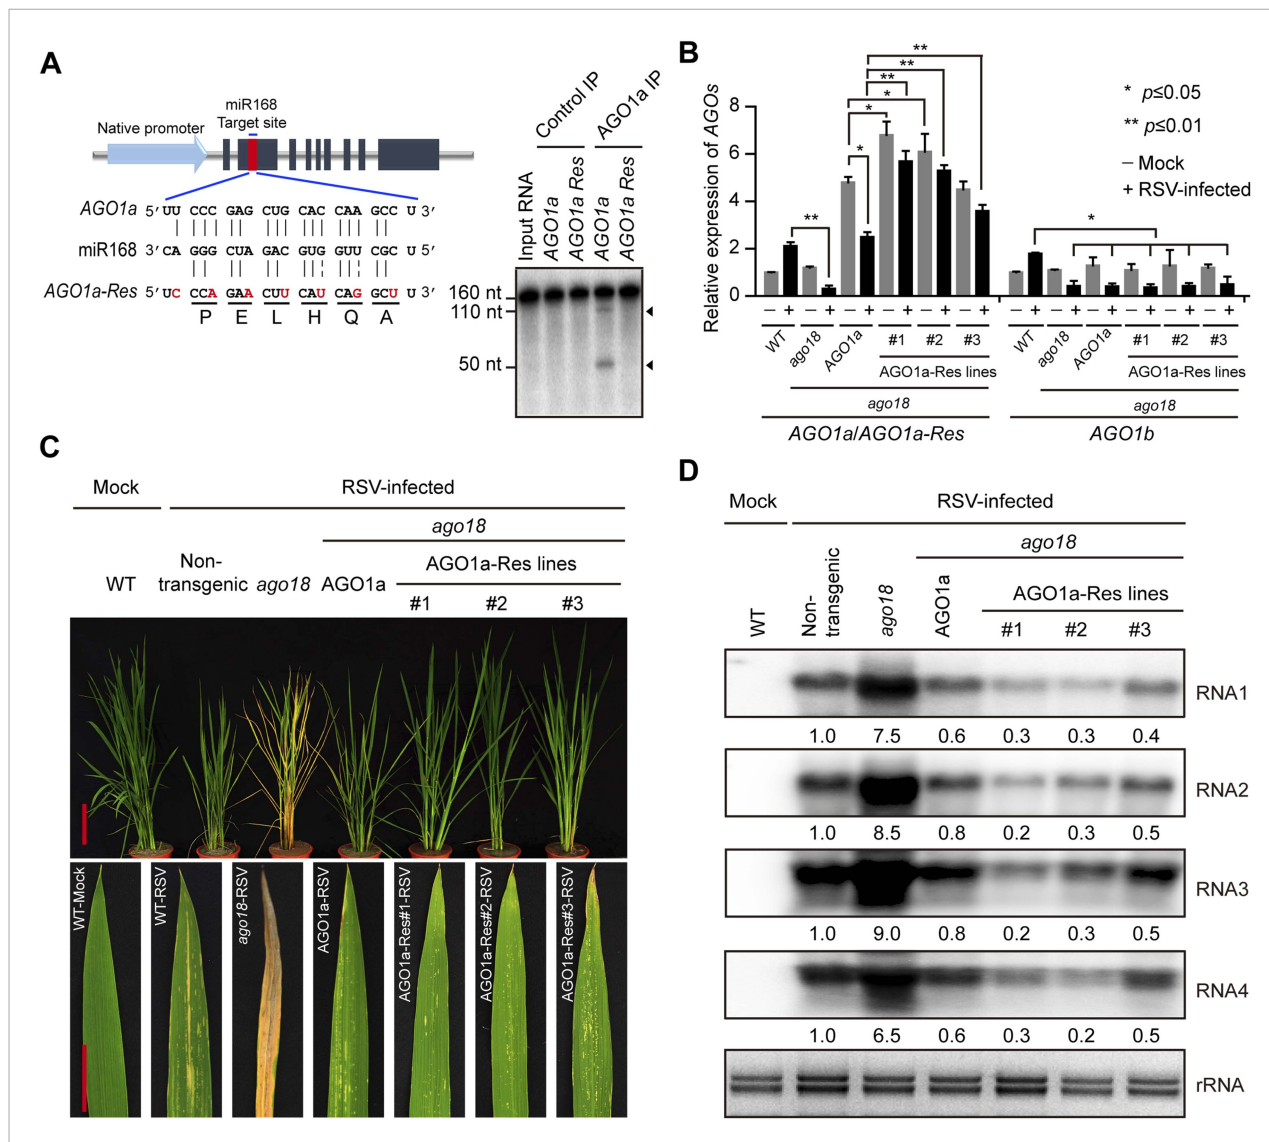 A
miR168
Target site
Native promoter
AGO1a 5′UU CCC GAG CUG CAC CAA GCC U 3′
miR168 3′CA GGG CUA GAC GUG GUU CGC U 5′
AGO1a-Res 5′UC CCA GAA CUU CAU CAG GCU U 3′
P E L H Q A
Control IP
AGO1a IP
Input RNA
AGO1a
AGO1a Res
AGO1a
AGO1a Res
160 nt
110 nt
50 nt
B
Relative expression of AGOs
8
6
4
2
0
* p≤0.05
** p≤0.01
– Mock
+ RSV-infected
** * * * ** ** ** *
– + – + – + – + – + – + – + – + – + – + – + – +
WT ago18 AGO1a #1 #2 #3 WT ago18 AGO1a #1 #2 #3
AGO1a-Res lines AGO1a-Res lines
ago18 ago18
AGO1a/AGO1a-Res AGO1b
C
Mock RSV-infected
ago18
WT Non-transgenic ago18 AGO1a AGO1a-Res lines
#1 #2 #3
WT-Mock
WT-RSV
ago18-RSV
AGO1a-RSV
AGO1a-Res#1-RSV
AGO1a-Res#2-RSV
AGO1a-Res#3-RSV
D
Mock RSV-infected
ago18
WT
Non-
transgenic
ago18
AGO1a
AGO1a-Res lines
#1 #2 #3
RNA1
1.0 7.5 0.6 0.3 0.3 0.4
RNA2
1.0 8.5 0.8 0.2 0.3 0.5
RNA3
1.0 9.0 0.8 0.2 0.3 0.5
RNA4
1.0 6.5 0.6 0.3 0.2 0.5
rRNA